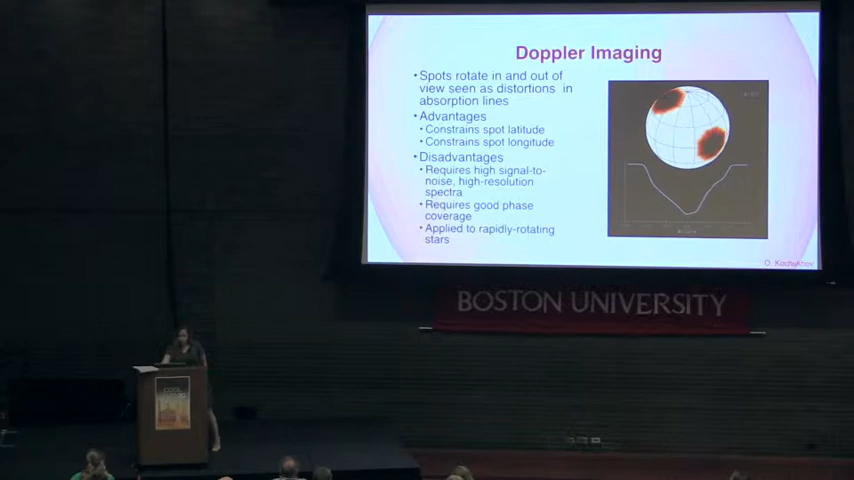 Doppler Imaging
•Spots rotate in and out of
view seen as distortions in
absorption lines
•Advantages
•Constrains spot latitude
•Constrains spot longitude
•Disadvantages
•Requires high signal-to-
noise, high-resolution
spectra
•Requires good phase
coverage
•Applied to rapidly-rotating
stars
O. Kochukhov
BOSTON UNIVERSITY
COOL